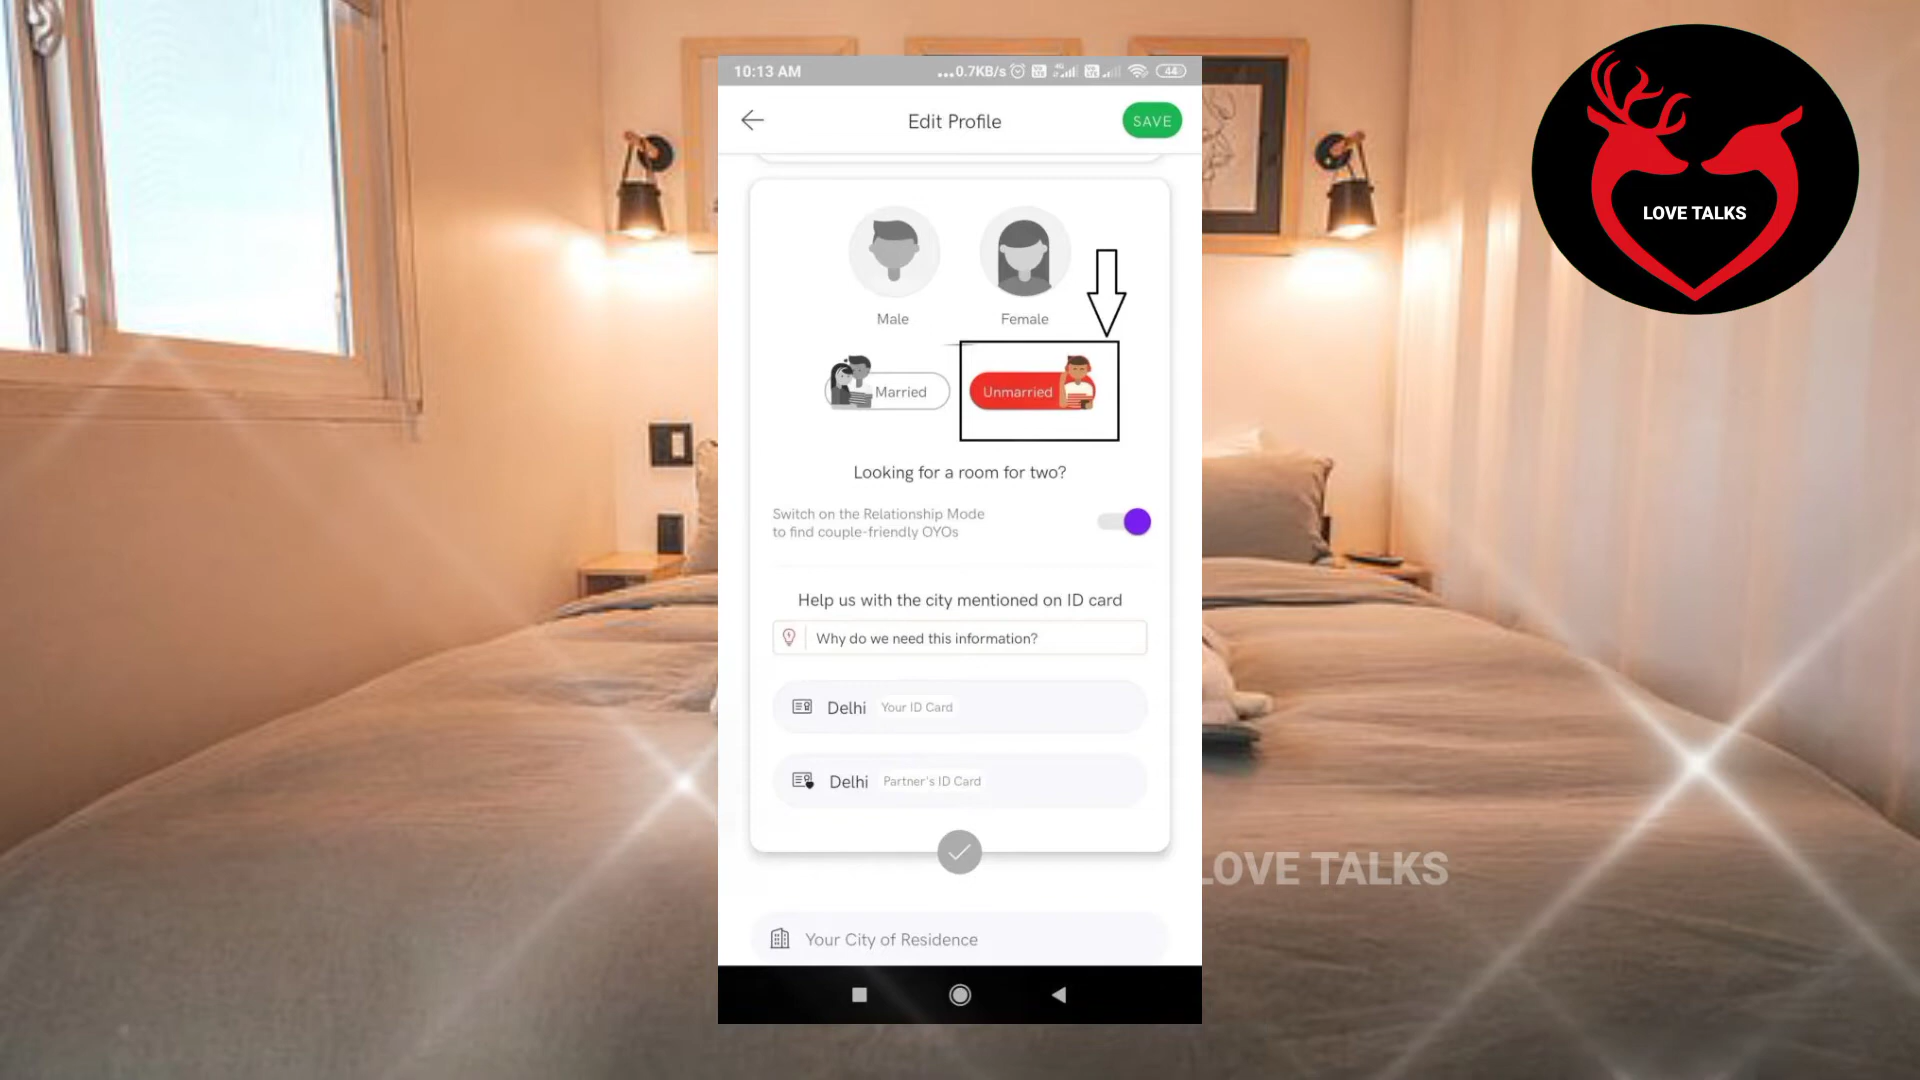 10:13 AM
...0.7KB/s
44
Edit Profile
SAVE
LOVE TALKS
Male
Female
Married
Unmarried
Looking for a room for two?
Switch on the Relationship Mode
to find couple-friendly OYOs
Help us with the city mentioned on ID card
Why do we need this information?
Delhi Your ID Card
Delhi Partner's ID Card
LOVE TALKS
Your City of Residence